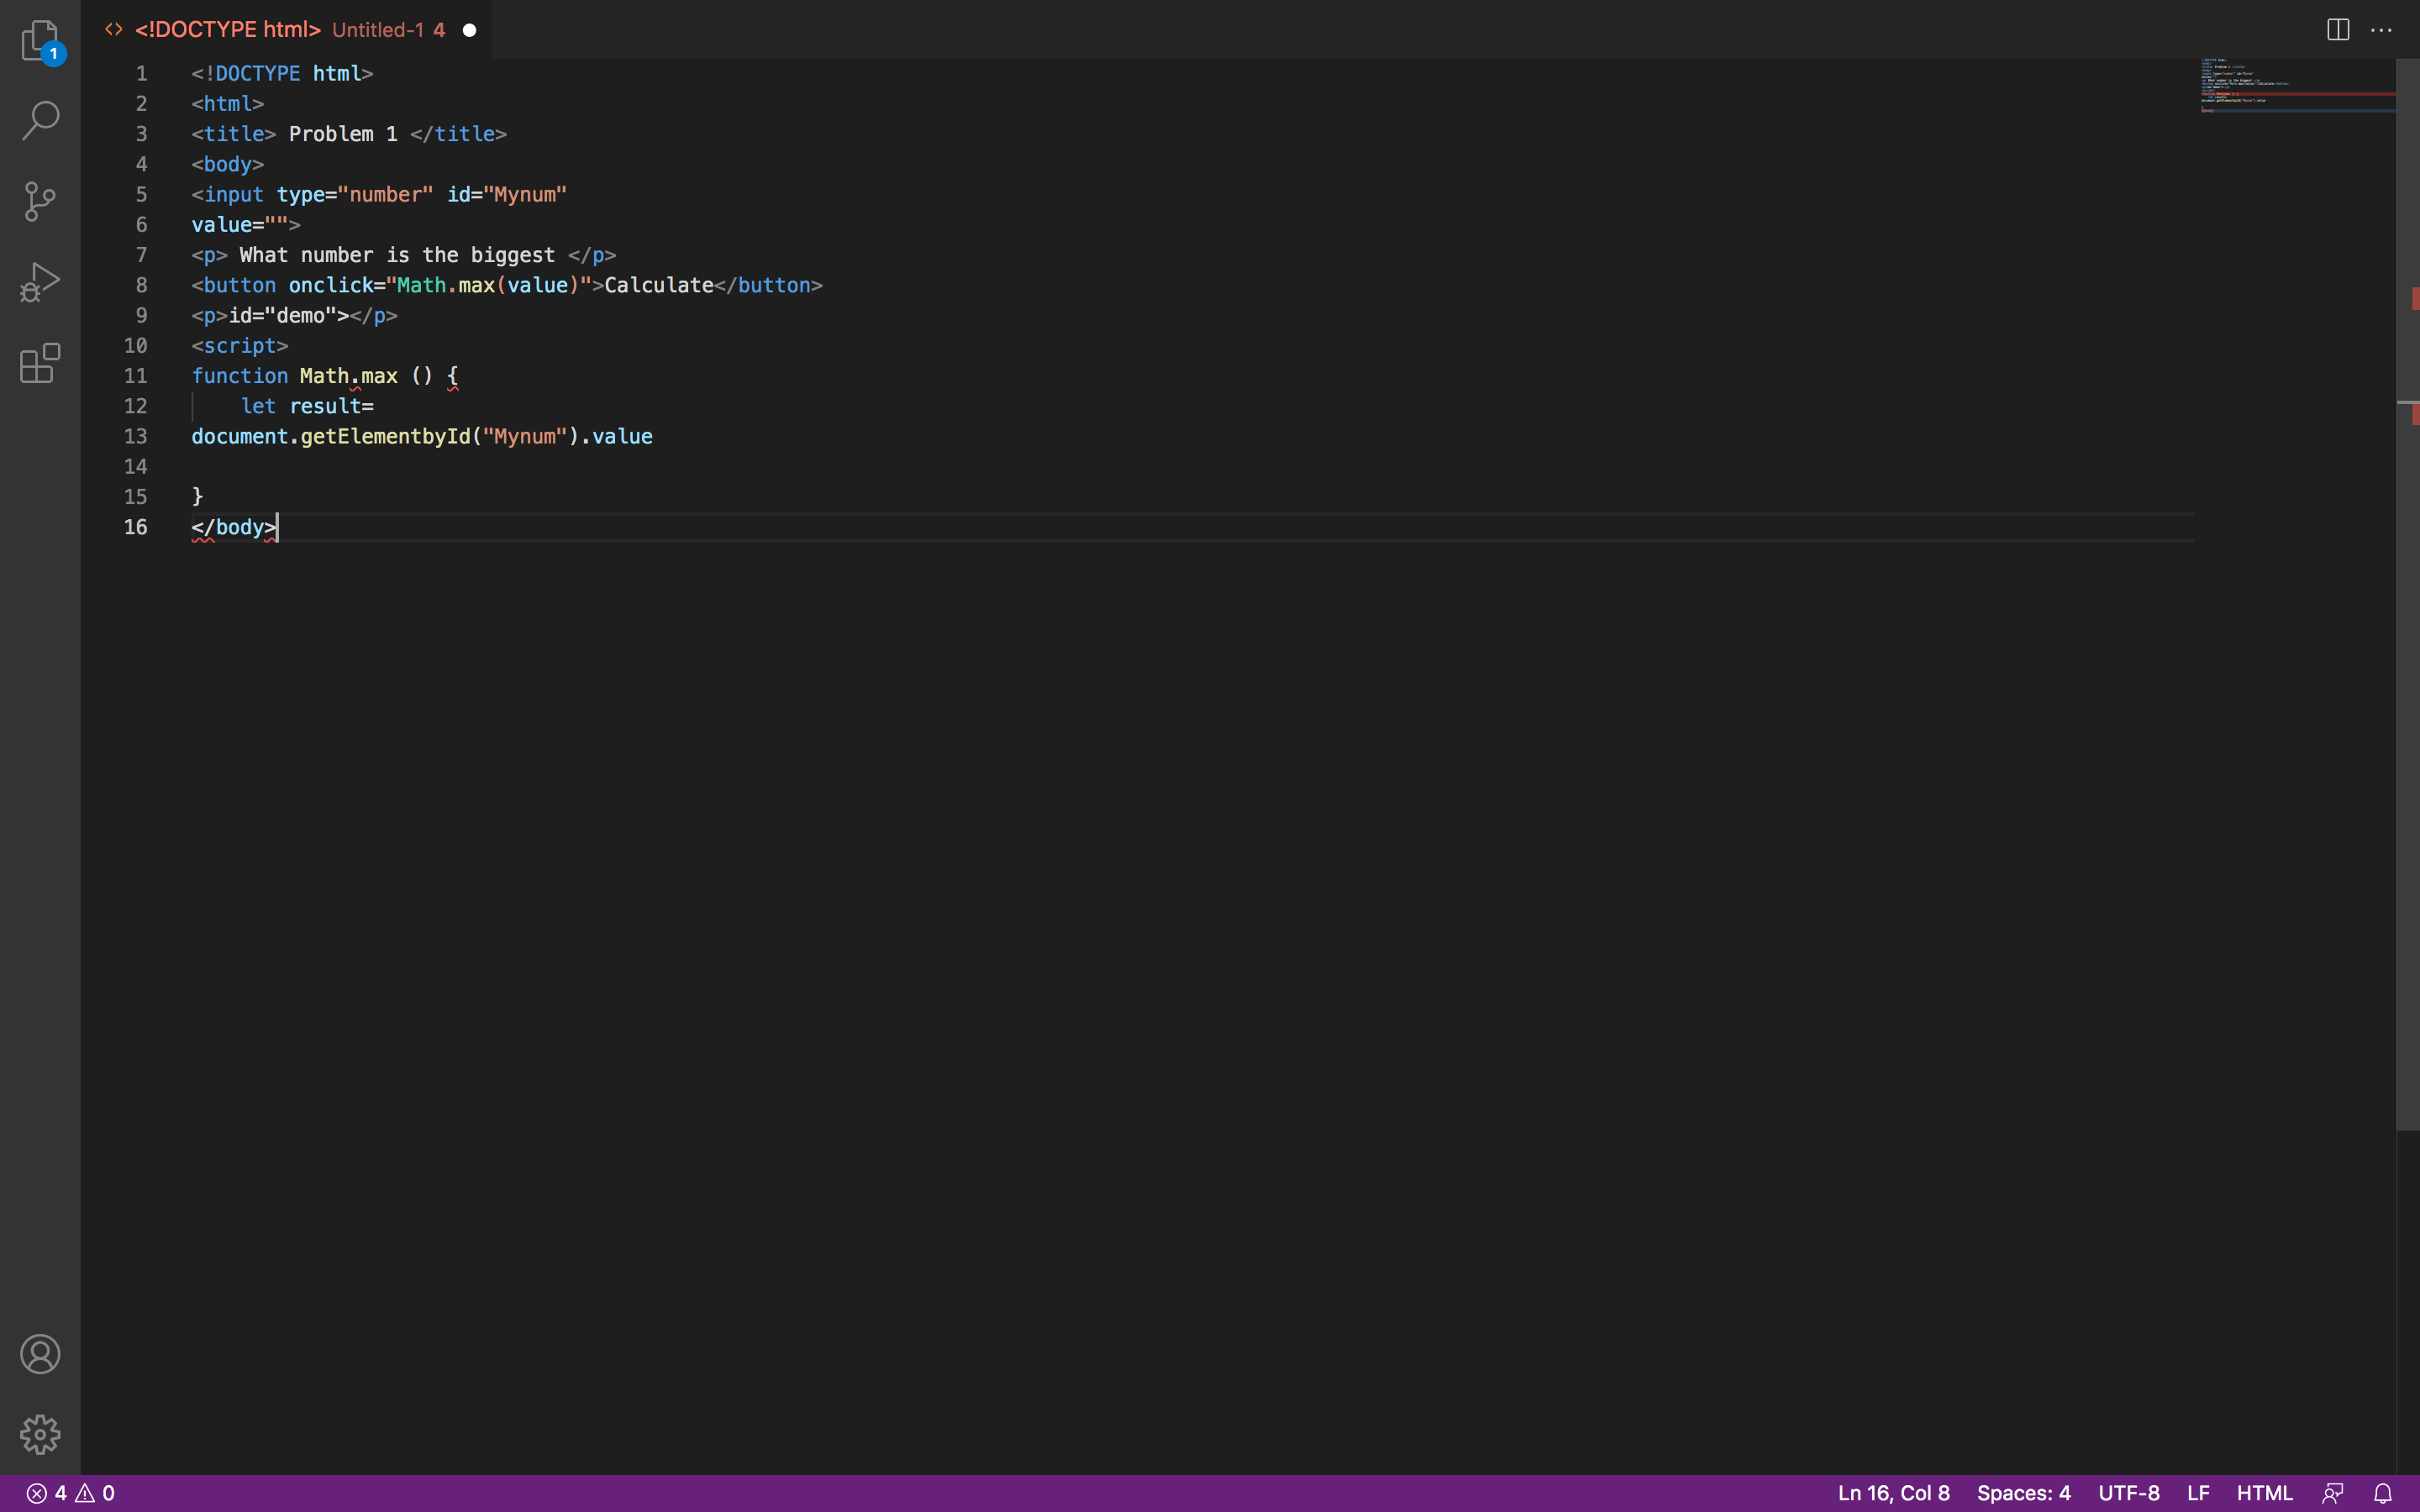 <!DOCTYPE html> Untitled-1 4
1
1 <!DOCTYPE html>
2 <html>
3 <title> Problem 1 </title>
4 <body>
5 <input type="number" id="Mynum"
6 value="">
7 <p> What number is the biggest </p>
8 <button onclick="Math.max(value)">Calculate</button>
9 <p>id="demo"></p>
10 <script>
11 function Math.max () {
12     let result=
13 document.getElementbyId("Mynum").value
14
15 }
16 </body>
4 0 Ln 16, Col 8 Spaces: 4 UTF-8 LF HTML